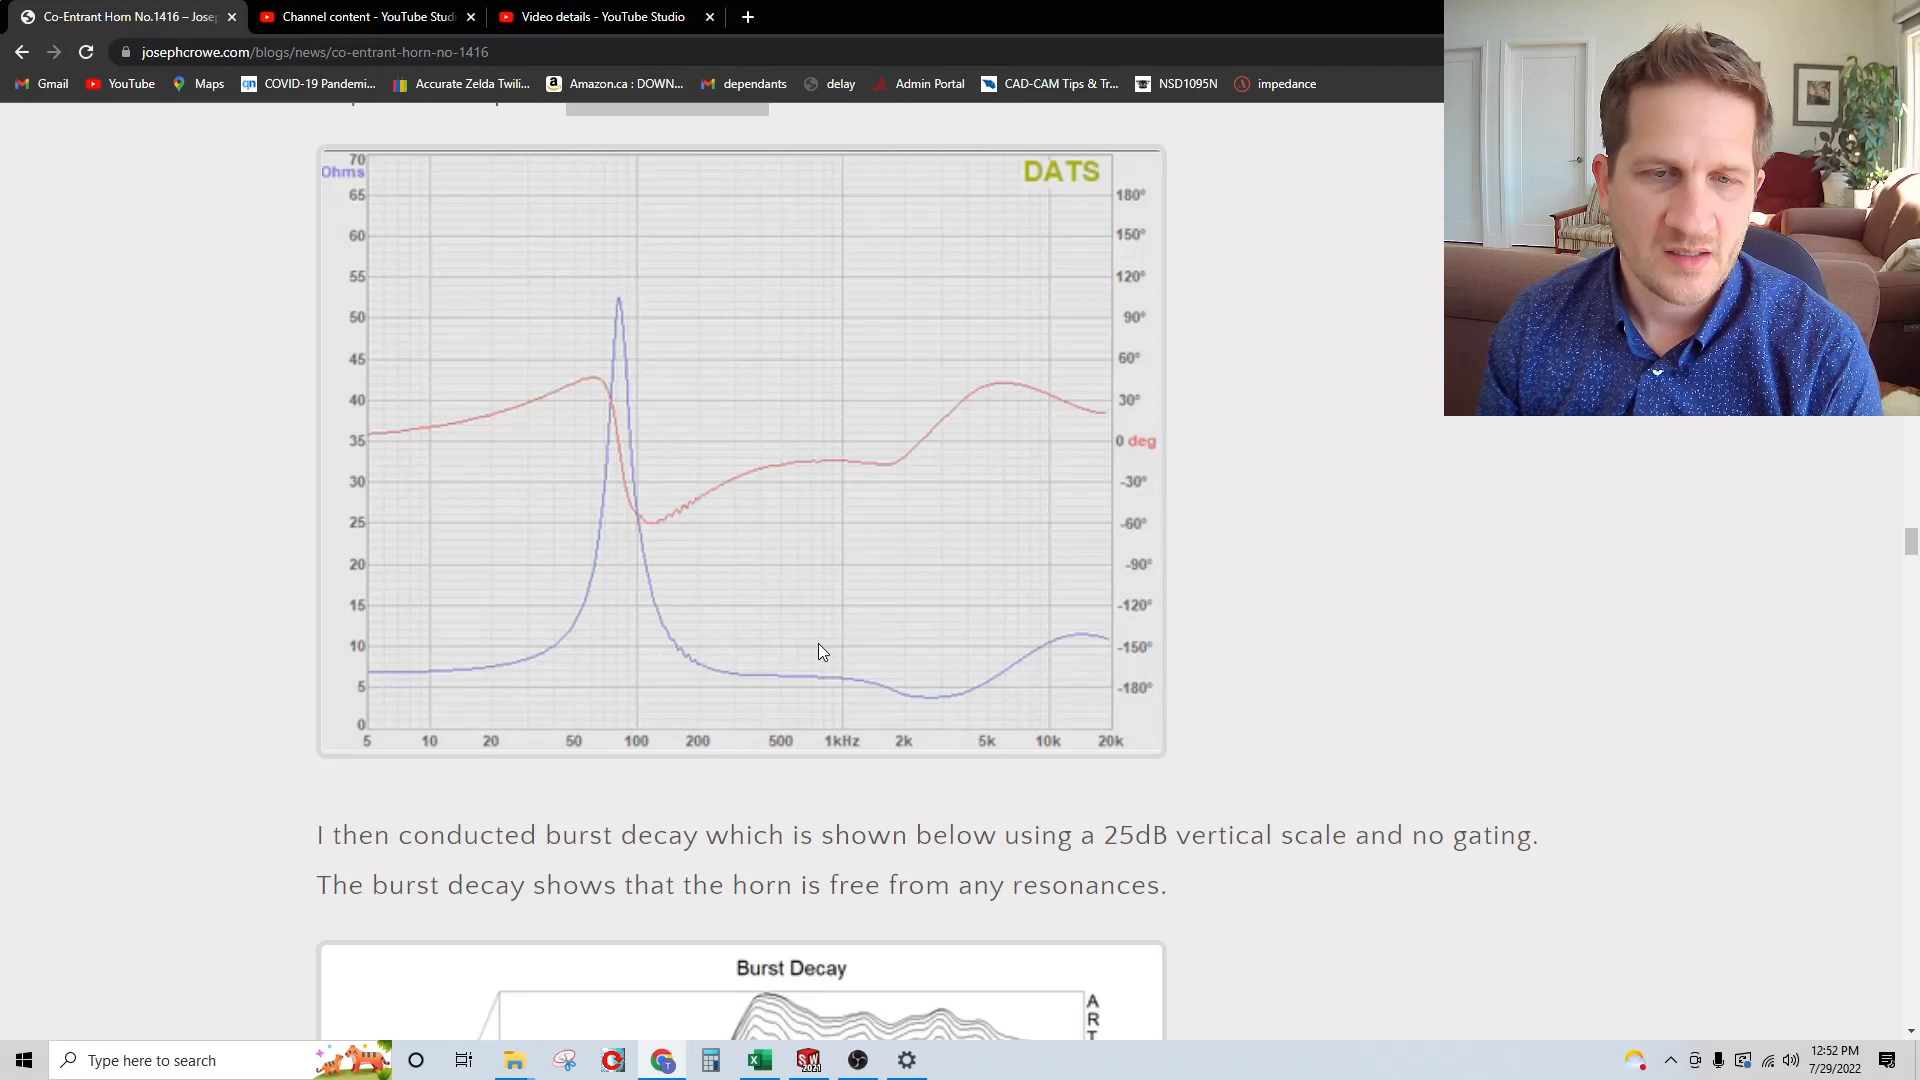 Co-Entrant Horn No.1416 – Josep
Channel content - YouTube Studi
Video details - YouTube Studio
josephcrowe.com/blogs/news/co-entrant-horn-no-1416
Gmail YouTube Maps COVID-19 Pandemi... Accurate Zelda Twili... Amazon.ca : DOWN... dependants delay Admin Portal CAD-CAM Tips & Tr... NSD1095N impedance
DATS
70
Ohms
65 180°
60 150°
55 120°
50 90°
45 60°
40 30°
35 0 deg
30 -30°
25 -60°
20 -90°
15 -120°
10 -150°
5 -180°
0
5 10 20 50 100 200 500 1kHz 2k 5k 10k 20k
I then conducted burst decay which is shown below using a 25dB vertical scale and no gating.
The burst decay shows that the horn is free from any resonances.
Burst Decay
A
R
T
Type here to search
12:52 PM
7/29/2022